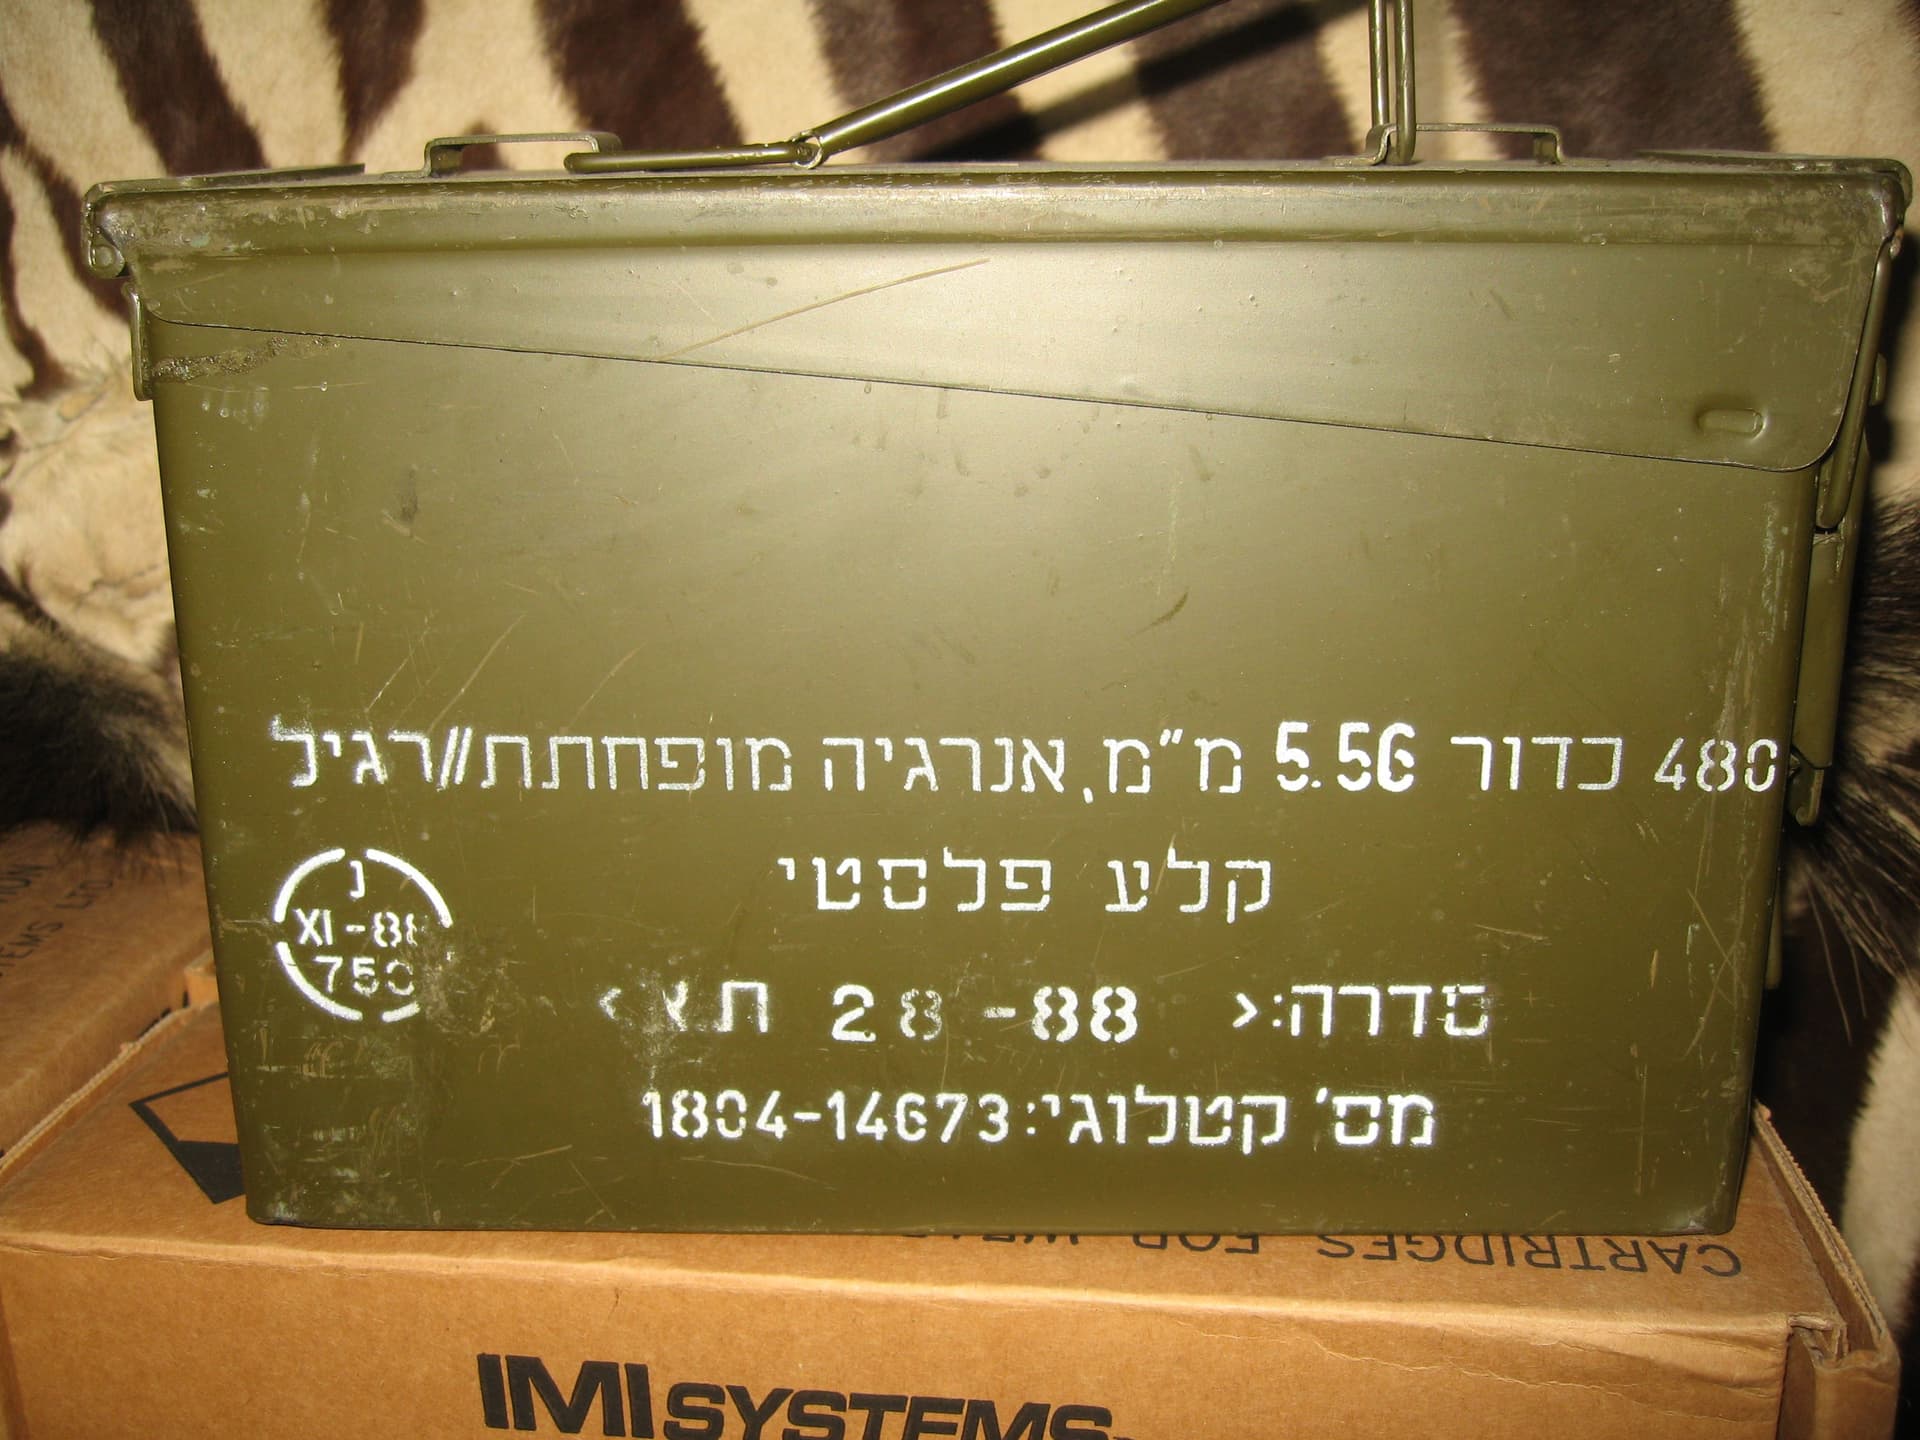 480 כדור 5.56 מ"מ, אנרגיה מופחתת//רגיל
קלע פלסטי
נ
XI-88
750
סדרה:> 88- 28 ת.א <
מס' קטלוגי: 1804-14673
CARTRIDGES FOR
IMI SYSTEMS